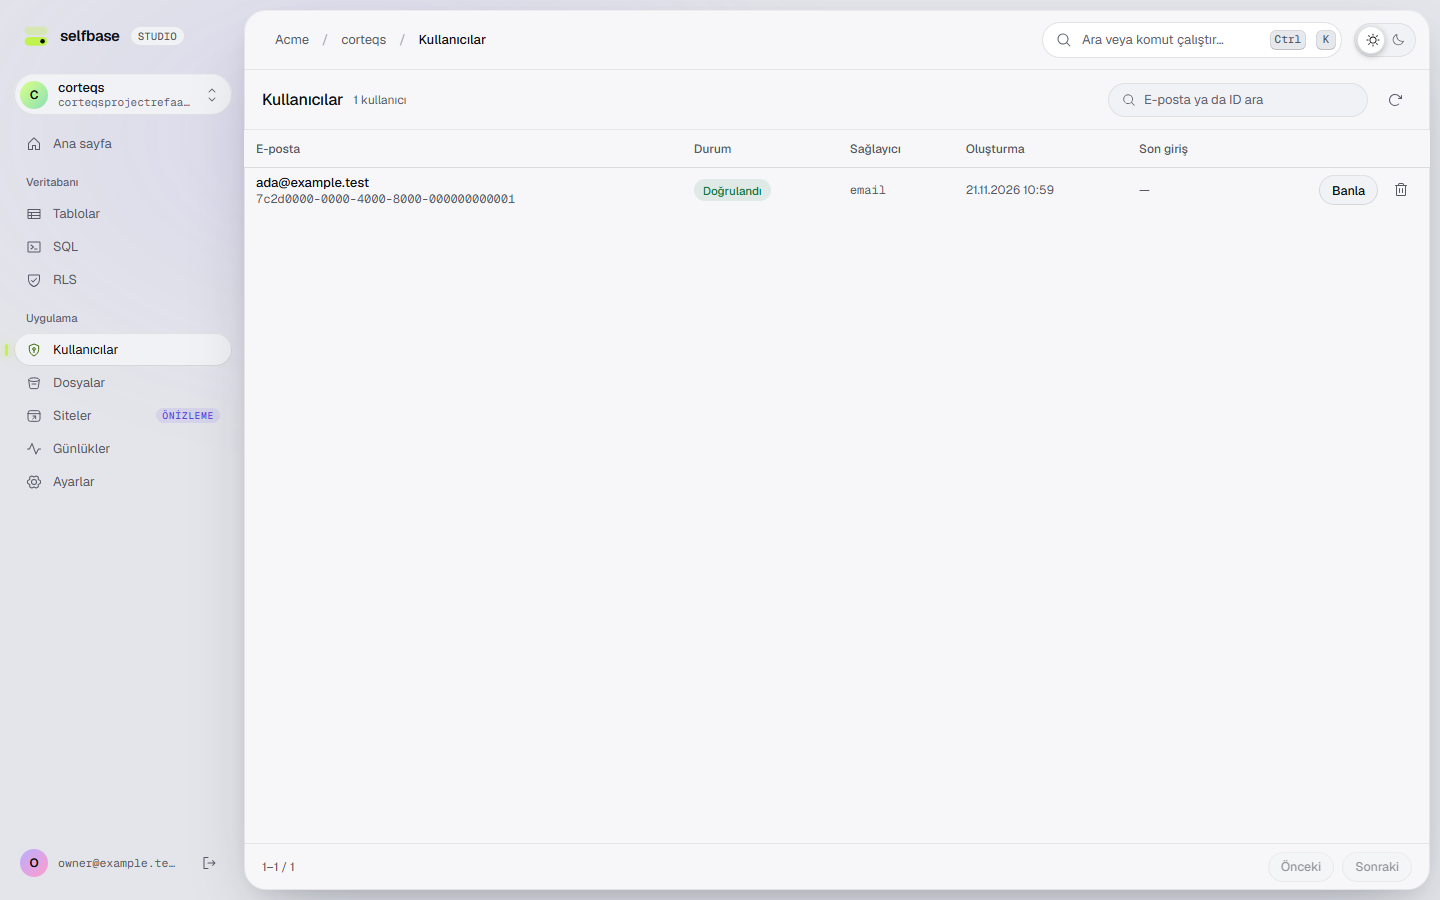 selfbase STUDIO
corteqs
corteqsprojectrefaa…
Ana sayfa
Veritabanı
Tablolar
SQL
RLS
Uygulama
Kullanıcılar
Dosyalar
Siteler ÖNİZLEME
Günlükler
Ayarlar
O owner@example.te…
Acme / corteqs / Kullanıcılar
Ara veya komut çalıştır… Ctrl K
Kullanıcılar 1 kullanıcı
E-posta ya da ID ara
E-posta Durum Sağlayıcı Oluşturma Son giriş
ada@example.test
7c2d0000-0000-4000-8000-000000000001
Doğrulandı email 21.11.2026 10:59 — Banla
1–1 / 1
Önceki Sonraki
C